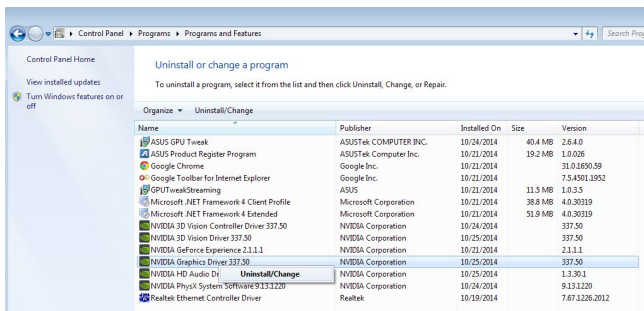 Control Panel ▸ Programs ▸ Programs and Features
Search Prog
Control Panel Home
View installed updates
Turn Windows features on or off
Uninstall or change a program
To uninstall a program, select it from the list and then click Uninstall, Change, or Repair.
Organize Uninstall/Change
Name Publisher Installed On Size Version
ASUS GPU Tweak ASUSTek COMPUTER INC. 10/24/2014 40.4 MB 2.6.4.0
ASUS Product Register Program ASUSTek Computer Inc. 10/21/2014 19.2 MB 1.0.026
Google Chrome Google Inc. 10/21/2014 31.0.1650.59
Google Toolbar for Internet Explorer Google Inc. 10/21/2014 7.5.4501.1952
GPUTweakStreaming ASUS 10/21/2014 11.5 MB 1.0.3.5
Microsoft .NET Framework 4 Client Profile Microsoft Corporation 10/21/2014 38.8 MB 4.0.30319
Microsoft .NET Framework 4 Extended Microsoft Corporation 10/21/2014 51.9 MB 4.0.30319
NVIDIA 3D Vision Controller Driver 337.50 NVIDIA Corporation 10/24/2014 337.50
NVIDIA 3D Vision Driver 337.50 NVIDIA Corporation 10/25/2014 337.50
NVIDIA GeForce Experience 2.1.1.1 NVIDIA Corporation 10/21/2014 2.1.1.1
NVIDIA Graphics Driver 337.50 NVIDIA Corporation 10/25/2014 337.50
NVIDIA HD Audio Dr Uninstall/Change NVIDIA Corporation 10/25/2014 1.3.30.1
NVIDIA PhysX System Software 9.13.1220 NVIDIA Corporation 10/24/2014 9.13.1220
Realtek Ethernet Controller Driver Realtek 10/19/2014 7.67.1226.2012